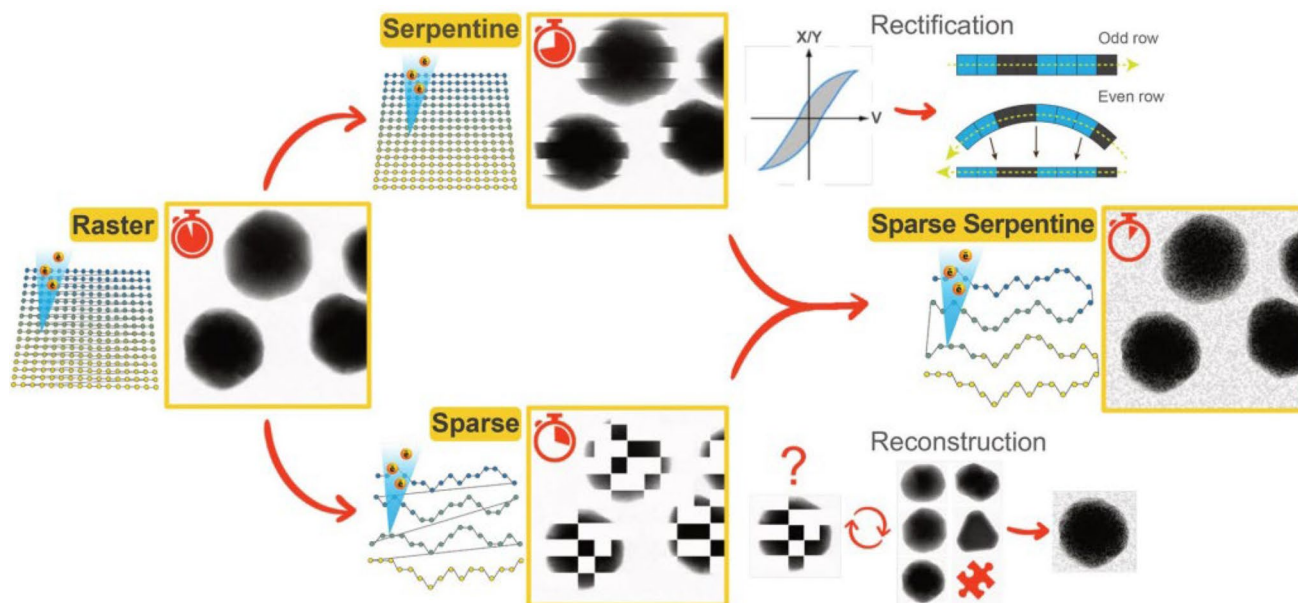 Serpentine
X/Y
V
Rectification
Odd row
Even row
Raster
Sparse Serpentine
Sparse
?
Reconstruction